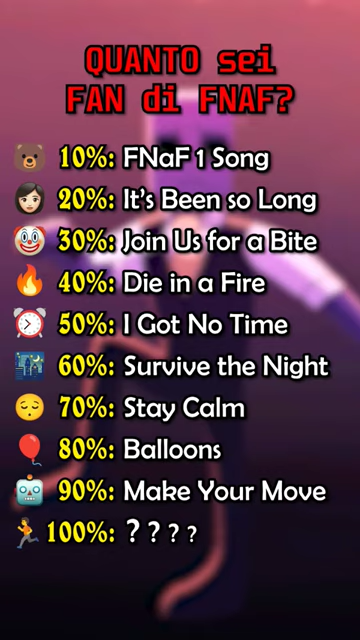 QUANTO sei
FAN di FNAF?
10%: FNaF 1 Song
20%: It's Been so Long
30%: Join Us for a Bite
40%: Die in a Fire
50%: I Got No Time
60%: Survive the Night
70%: Stay Calm
80%: Balloons
90%: Make Your Move
100%: ? ? ? ?